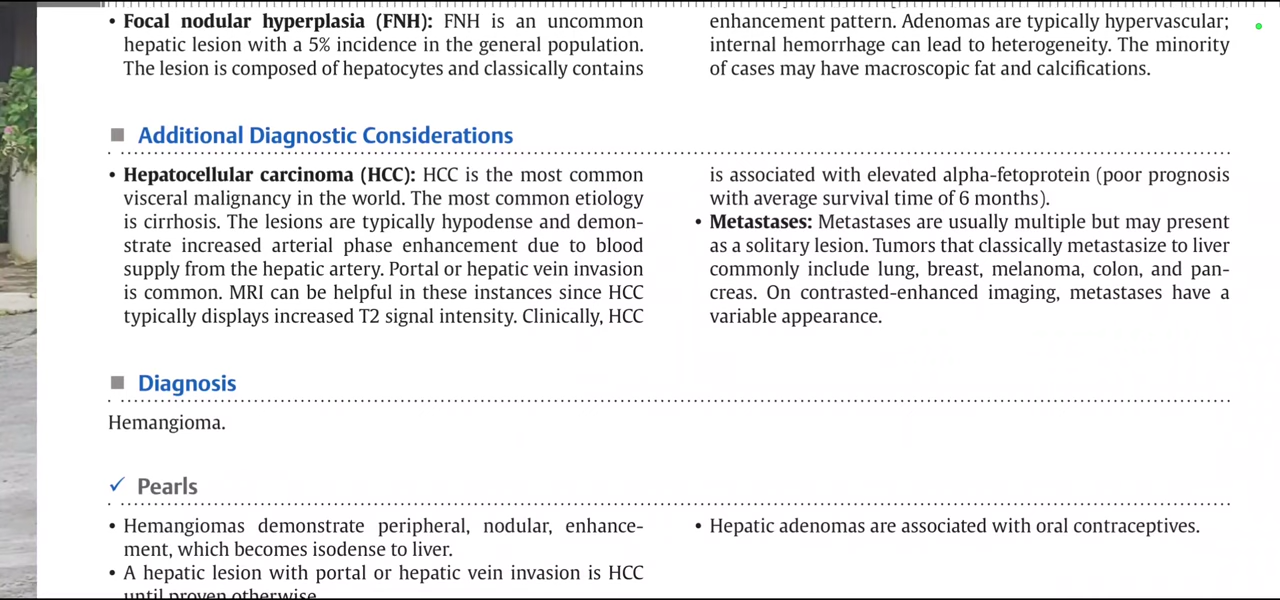 • Focal nodular hyperplasia (FNH): FNH is an uncommon
hepatic lesion with a 5% incidence in the general population.
The lesion is composed of hepatocytes and classically contains
enhancement pattern. Adenomas are typically hypervascular;
internal hemorrhage can lead to heterogeneity. The minority
of cases may have macroscopic fat and calcifications.
■ Additional Diagnostic Considerations
• Hepatocellular carcinoma (HCC): HCC is the most common
visceral malignancy in the world. The most common etiology
is cirrhosis. The lesions are typically hypodense and demon-
strate increased arterial phase enhancement due to blood
supply from the hepatic artery. Portal or hepatic vein invasion
is common. MRI can be helpful in these instances since HCC
typically displays increased T2 signal intensity. Clinically, HCC
is associated with elevated alpha-fetoprotein (poor prognosis
with average survival time of 6 months).
• Metastases: Metastases are usually multiple but may present
as a solitary lesion. Tumors that classically metastasize to liver
commonly include lung, breast, melanoma, colon, and pan-
creas. On contrasted-enhanced imaging, metastases have a
variable appearance.
■ Diagnosis
Hemangioma.
✓ Pearls
• Hemangiomas demonstrate peripheral, nodular, enhance-
ment, which becomes isodense to liver.
• A hepatic lesion with portal or hepatic vein invasion is HCC
until proven otherwise.
• Hepatic adenomas are associated with oral contraceptives.